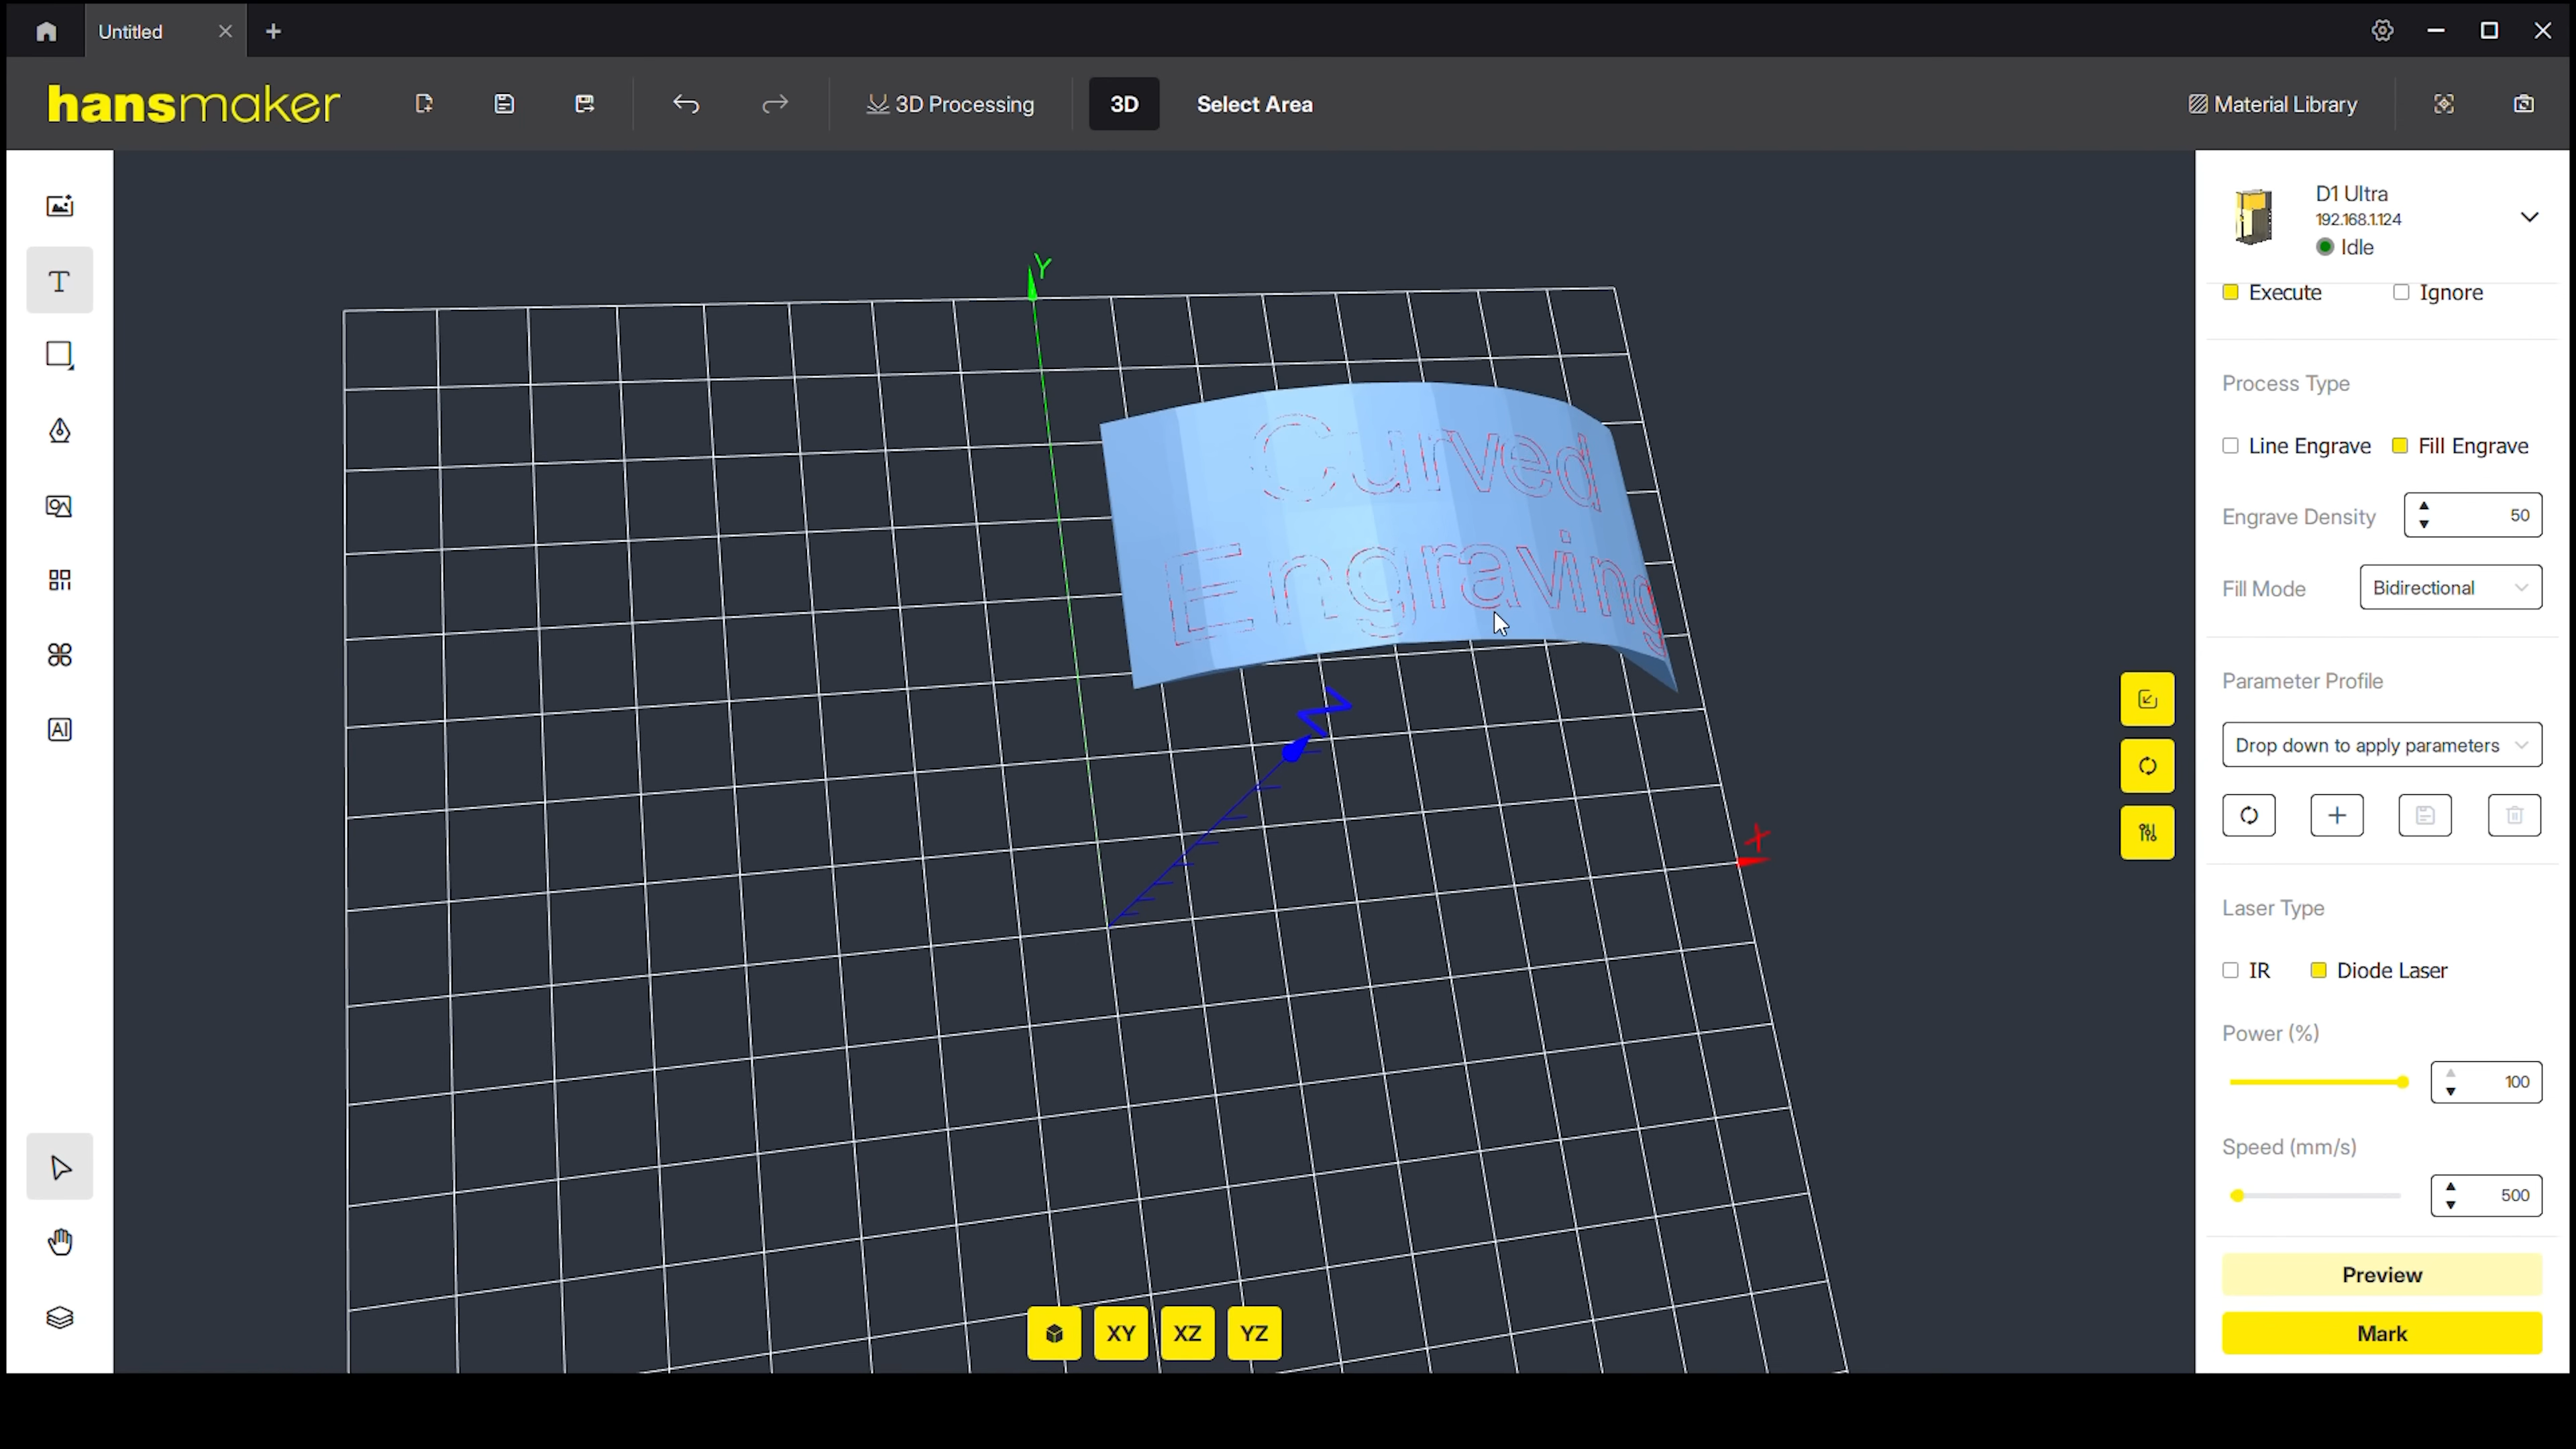 Untitled
hansmaker
3D Processing
3D
Select Area
Material Library
D1 Ultra
192.168.1.124
Idle
Execute
Ignore
Process Type
Line Engrave
Fill Engrave
Engrave Density
50
Fill Mode
Bidirectional
Parameter Profile
Drop down to apply parameters
Laser Type
IR
Diode Laser
Power (%)
100
Speed (mm/s)
500
Preview
Mark
T
AI
Y
Curved
Engraving
Z
X
XY
XZ
YZ